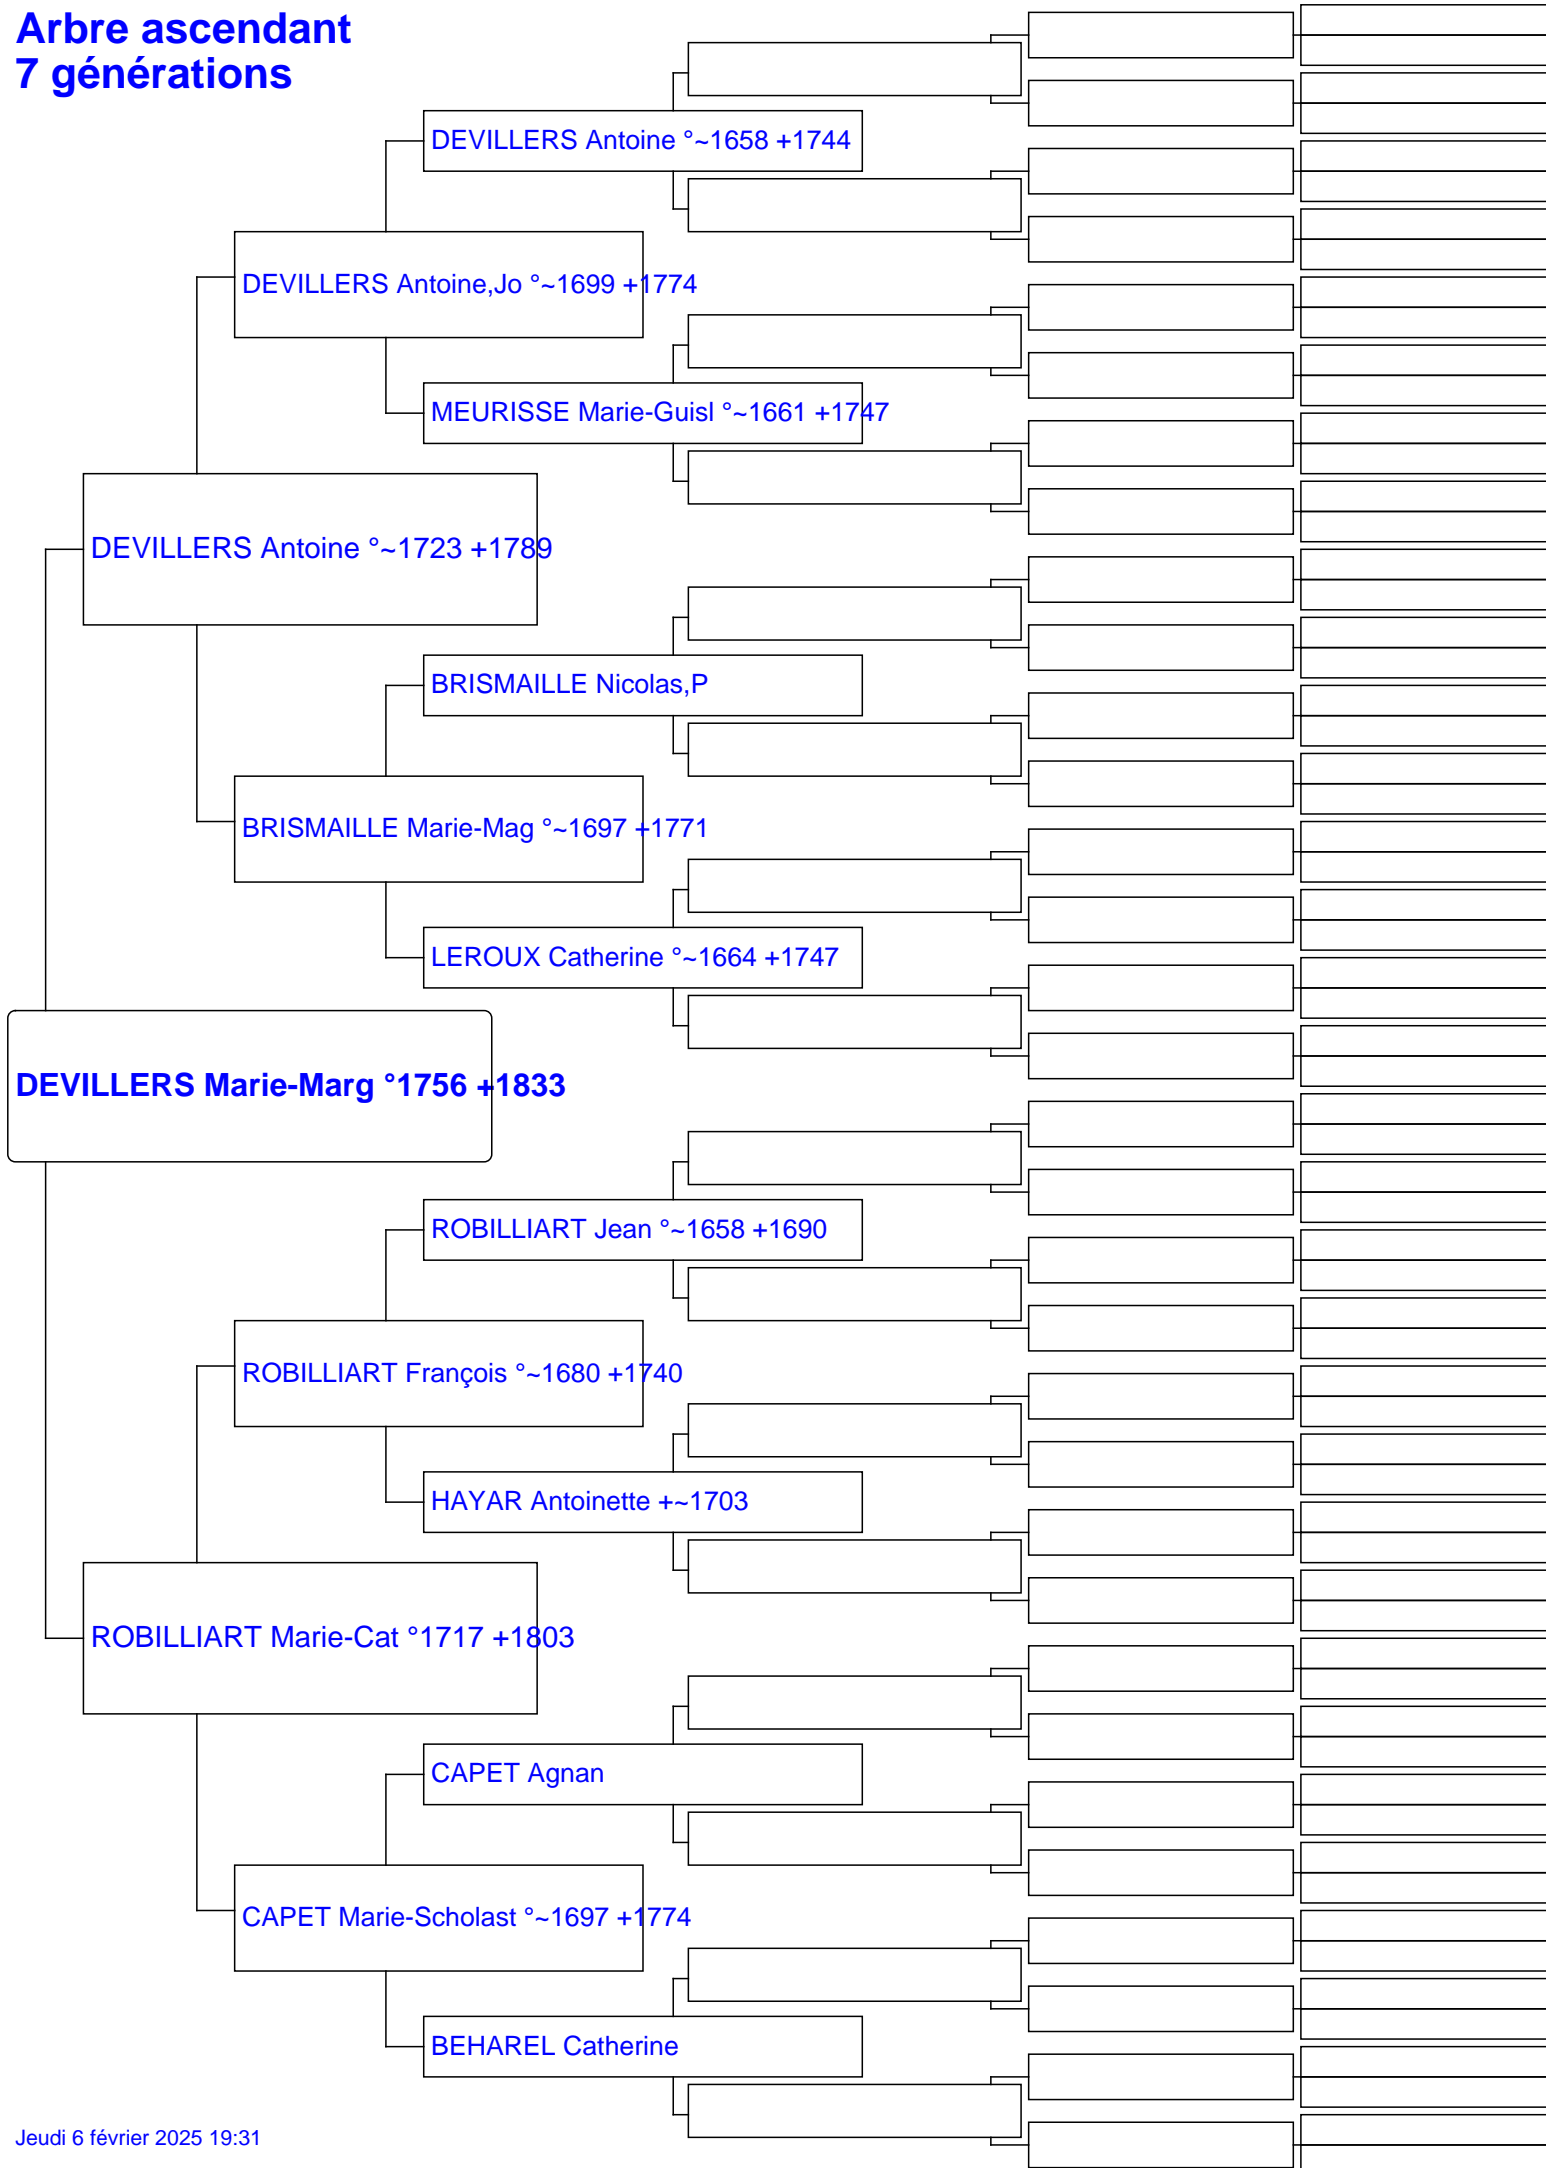 Arbre ascendant
7 générations
DEVILLERS Antoine °~1658 +1744
DEVILLERS Antoine,Jo °~1699 +1774
MEURISSE Marie-Guisl °~1661 +1747
DEVILLERS Antoine °~1723 +1789
BRISMAILLE Nicolas,P
BRISMAILLE Marie-Mag °~1697 +1771
LEROUX Catherine °~1664 +1747
DEVILLERS Marie-Marg °1756 +1833
ROBILLIART Jean °~1658 +1690
ROBILLIART François °~1680 +1740
HAYAR Antoinette +~1703
ROBILLIART Marie-Cat °1717 +1803
CAPET Agnan
CAPET Marie-Scholast °~1697 +1774
BEHAREL Catherine
Jeudi 6 février 2025 19:31